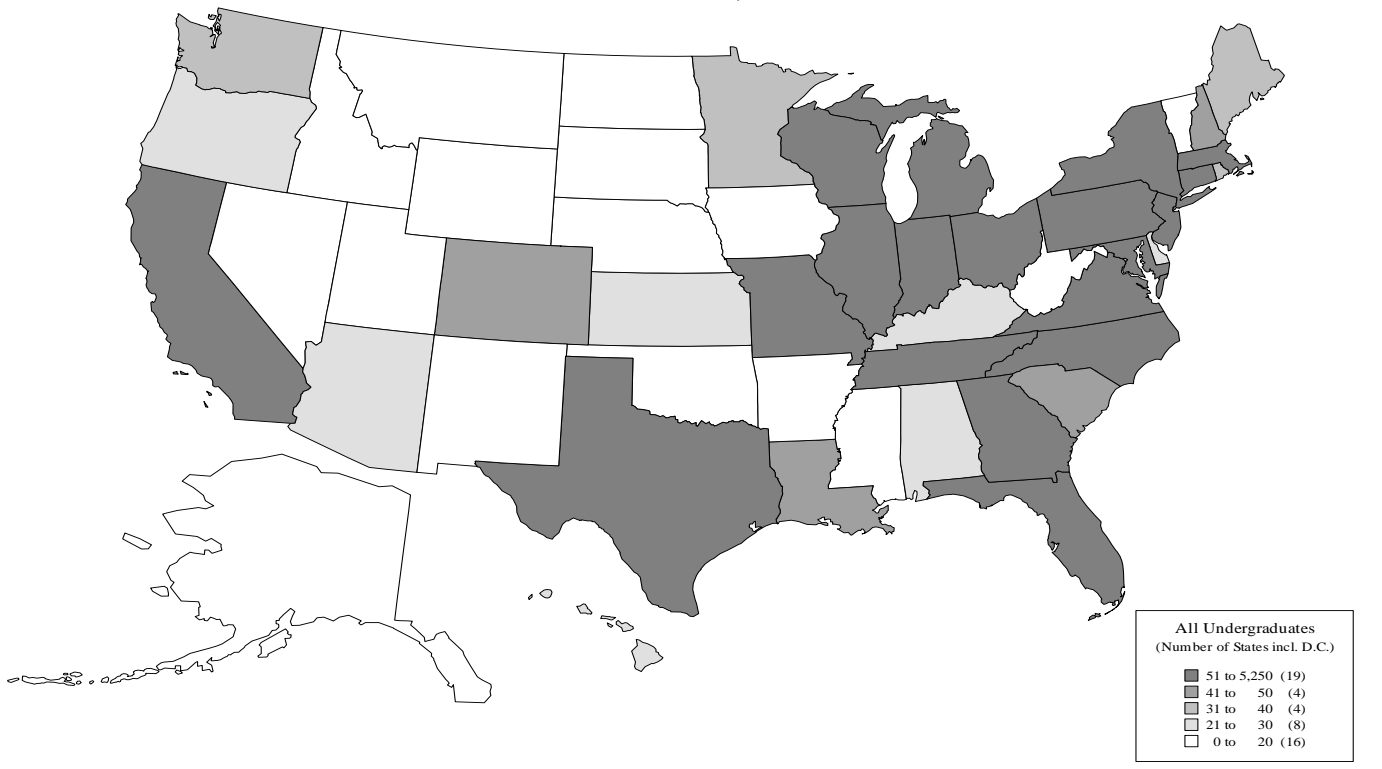 All Undergraduates
(Number of States incl. D.C.)
51 to 5,250 (19)
41 to 50 (4)
31 to 40 (4)
21 to 30 (8)
0 to 20 (16)